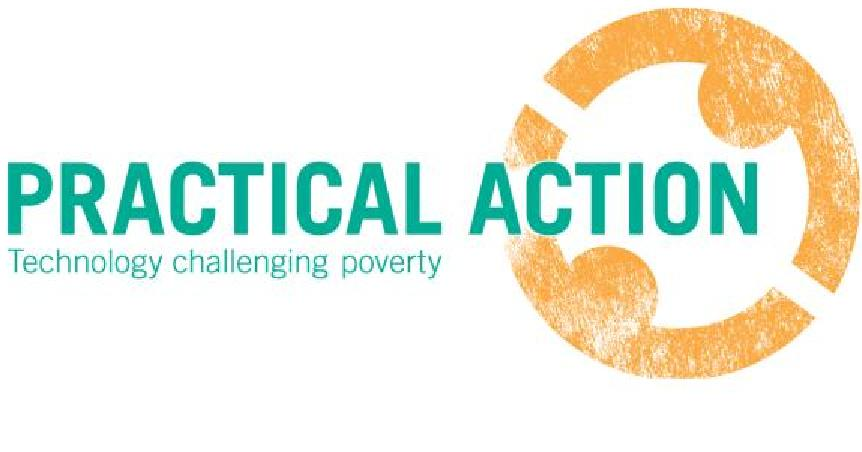 PRACTICAL ACTION
Technology challenging poverty